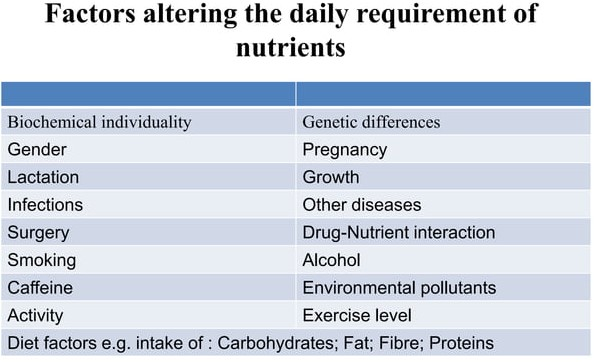 Factors altering the daily requirement of
nutrients
Biochemical individuality Genetic differences
Gender Pregnancy
Lactation Growth
Infections Other diseases
Surgery Drug-Nutrient interaction
Smoking Alcohol
Caffeine Environmental pollutants
Activity Exercise level
Diet factors e.g. intake of : Carbohydrates; Fat; Fibre; Proteins